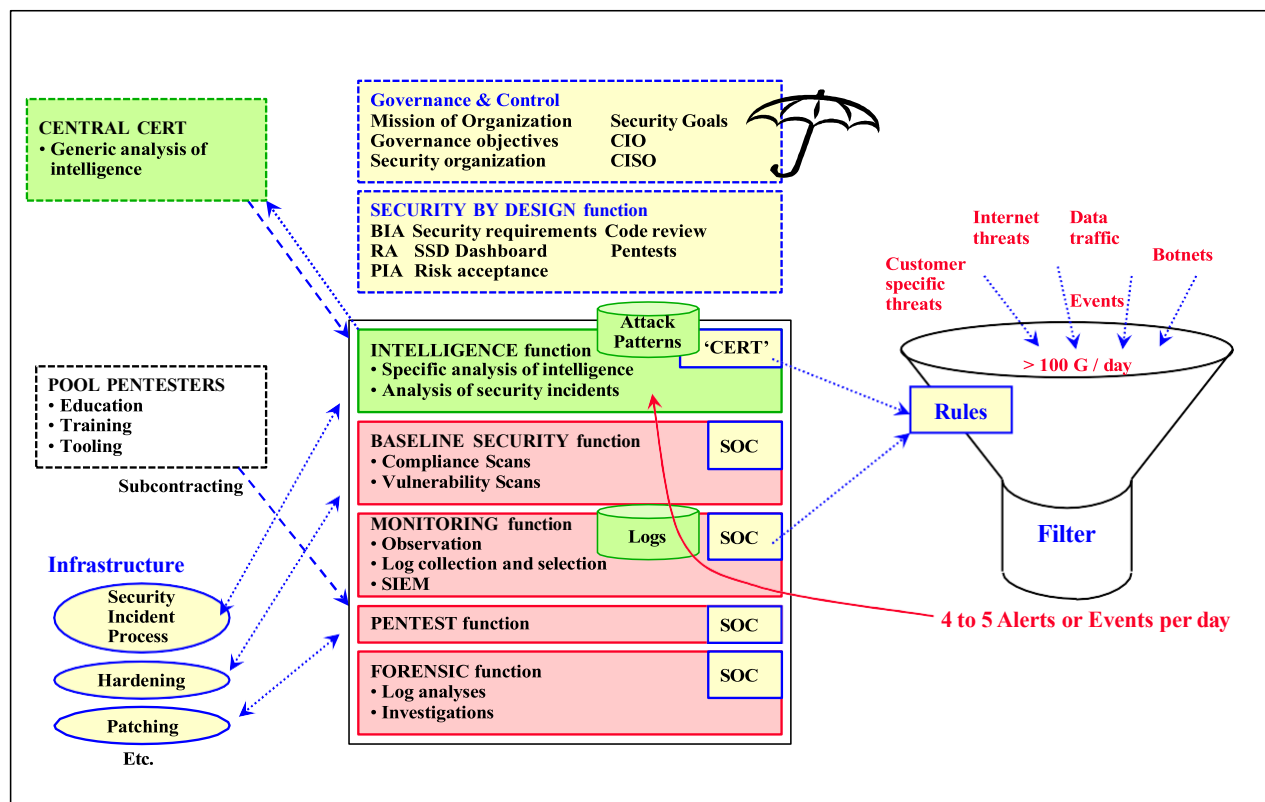 Governance & Control
Mission of Organization Security Goals
Governance objectives CIO
Security organization CISO
CENTRAL CERT
• Generic analysis of
intelligence
SECURITY BY DESIGN function
BIA Security requirements Code review
RA SSD Dashboard Pentests
PIA Risk acceptance
Attack
Patterns
'CERT'
INTELLIGENCE function
• Specific analysis of intelligence
• Analysis of security incidents
POOL PENTESTERS
• Education
• Training
• Tooling
Subcontracting
BASELINE SECURITY function
• Compliance Scans
• Vulnerability Scans
SOC
MONITORING function
• Observation
• Log collection and selection
• SIEM
Logs
SOC
PENTEST function
SOC
FORENSIC function
• Log analyses
• Investigations
SOC
Infrastructure
Security
Incident
Process
Hardening
Patching
Etc.
Internet
threats
Data
traffic
Botnets
Customer
specific
threats
Events
> 100 G / day
Rules
Filter
4 to 5 Alerts or Events per day